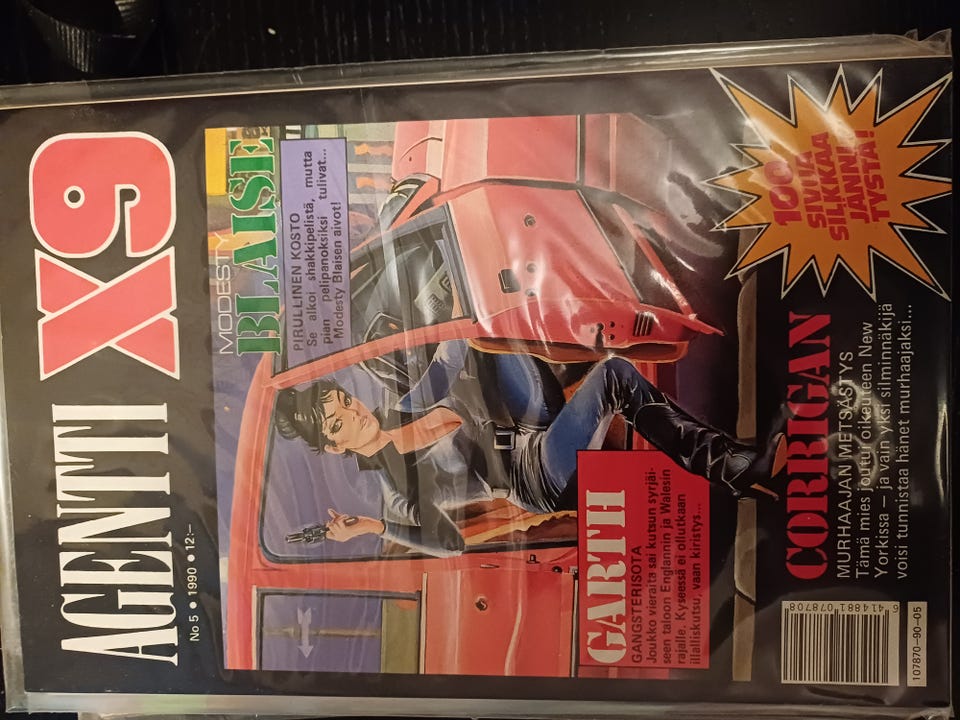 AGENTTI X9
No 5 • 1990 • 12:–
MODESTY
BLAISE
PIRULLINEN KOSTO
Se alkoi shakkipelistä, mutta
pian pelipanoksiksi tulivat...
Modesty Blaisen aivot!
GARTH
GANGSTERISOTA
Joukko vieraita sai kutsun syrjäi-
seen taloon Englannin ja Walesin
rajalle. Kyseessä ei ollutkaan
illalliskutsu, vaan kiristys...
CORRIGAN
MURHAAJAN METSÄSTYS
Tämä mies joutui oikeuteen New
Yorkissa – ja vain yksi silminnäkijä
voisi tunnistaa hänet murhaajaksi...
100
SIVUA
SILKKAA
JÄNNI-
TYSTÄ!
6 414881 078708
107870-90-05